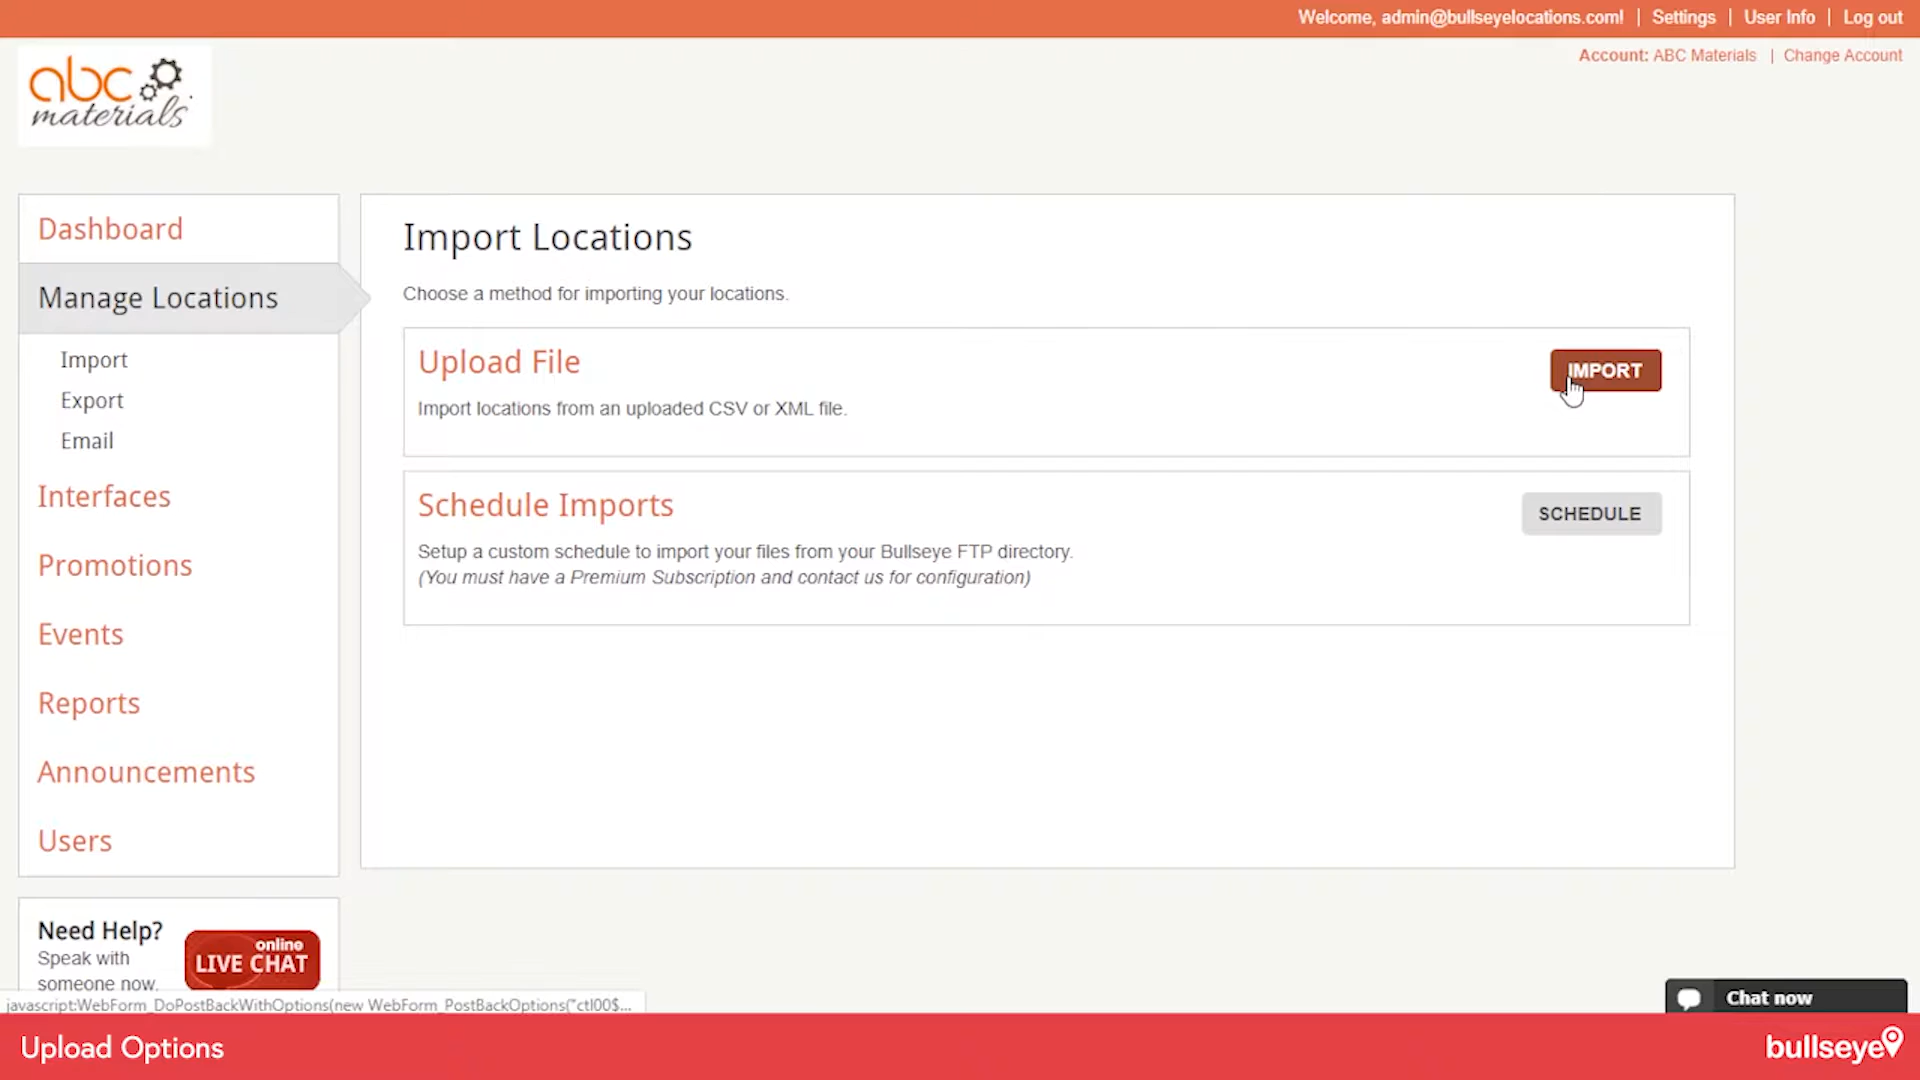 Welcome, admin@bullseyelocations.com! | Settings | User Info | Log out
Account: ABC Materials | Change Account
abc
materials
Dashboard
Manage Locations
Import
Export
Email
Interfaces
Promotions
Events
Reports
Announcements
Users
Import Locations
Choose a method for importing your locations.
Upload File
IMPORT
Import locations from an uploaded CSV or XML file.
Schedule Imports
SCHEDULE
Setup a custom schedule to import your files from your Bullseye FTP directory.
(You must have a Premium Subscription and contact us for configuration)
Need Help?
Speak with
someone now.
online
LIVE CHAT
javascript:WebForm_DoPostBackWithOptions(new WebForm_PostBackOptions("ctl00$...
Chat now
Upload Options
bullseye